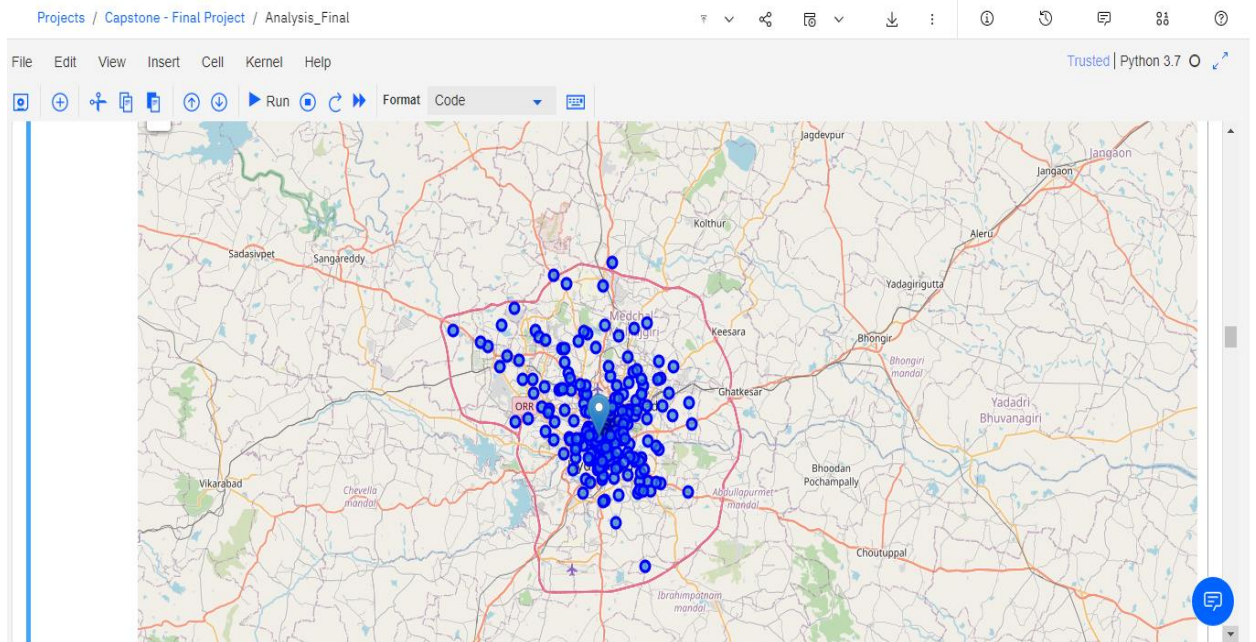 Projects / Capstone - Final Project / Analysis_Final
File Edit View Insert Cell Kernel Help
Trusted | Python 3.7
Run
Format Code
Jagdevpur
Jangaon
Jangaon
Kolthur
Aleru
Sadasivpet
Sangareddy
Yadagirigutta
Medchal
Keesara
Bhongir
Bhongiri
mandal
Ghatkesar
ORR
Yadadri
Bhuvanagiri
Bhoodan
Pochampally
Vikarabad
Chevella
mandal
Abdullapurmet
mandal
Choutuppal
Ibrahimpatnam
mandal